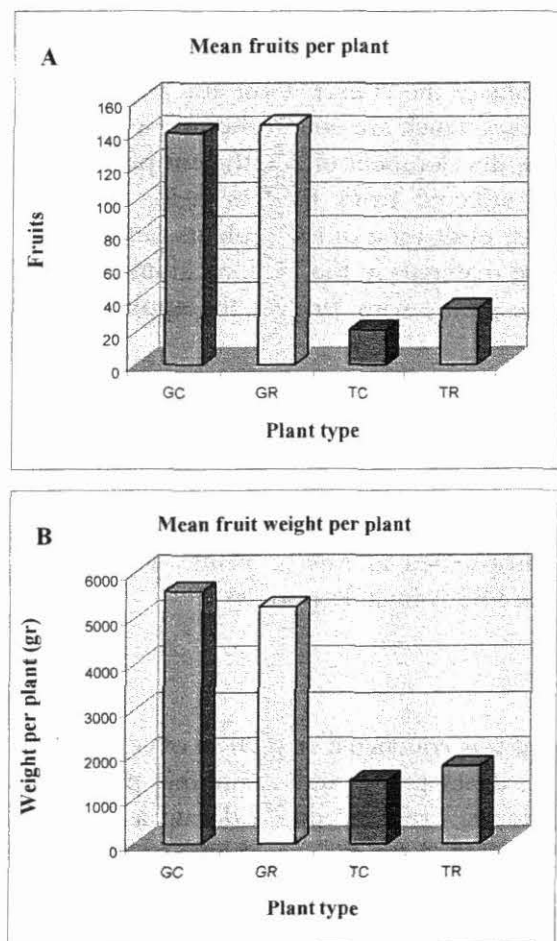 A
Mean fruits per plant
160
140
120
100
80
60
40
20
0
Fruits
GC GR TC TR
Plant type
B
Mean fruit weight per plant
6000
5000
4000
3000
2000
1000
0
Weight per plant (gr)
GC GR TC TR
Plant type